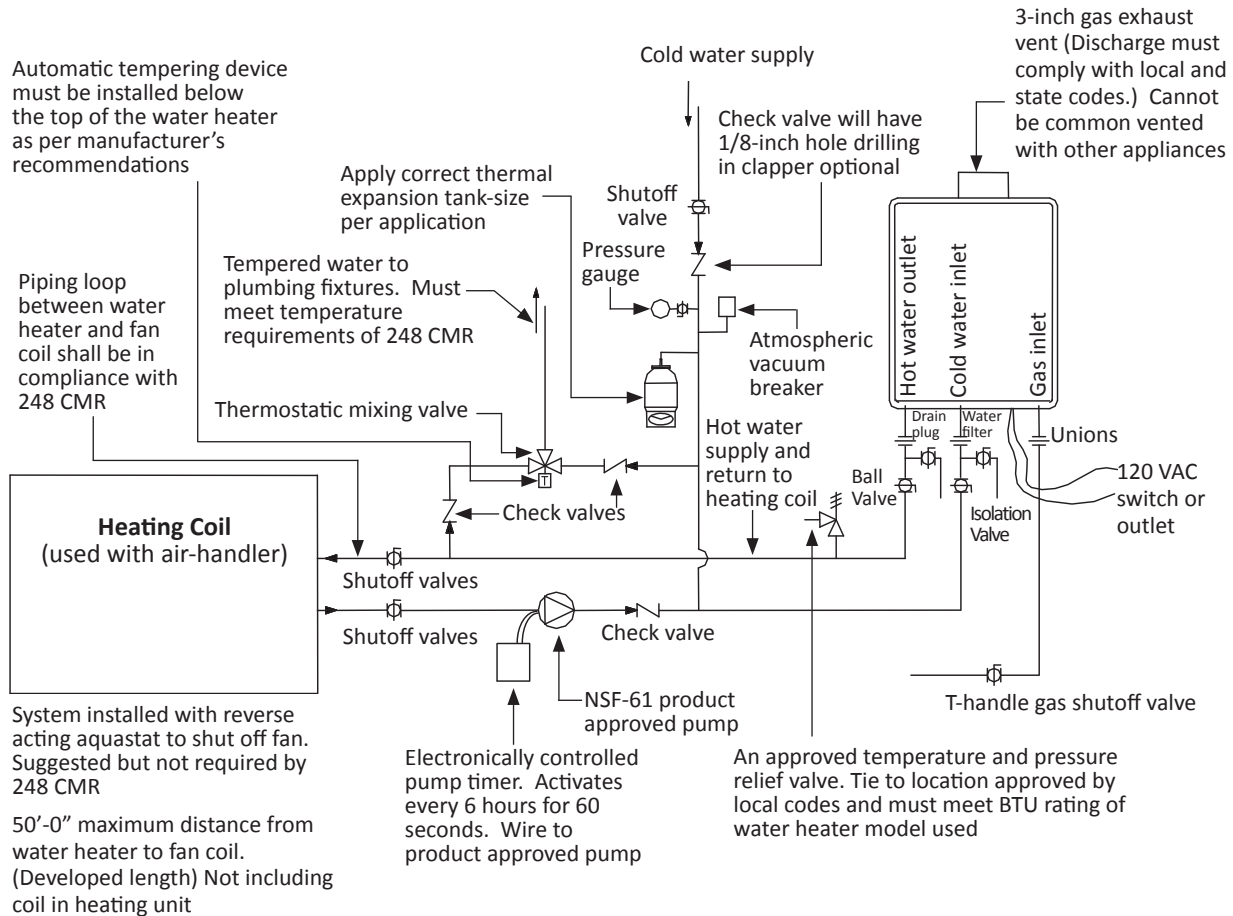 3-inch gas exhaust
vent (Discharge must
comply with local and
state codes.)  Cannot
be common vented
with other appliances
Cold water supply
Automatic tempering device
must be installed below
the top of the water heater
as per manufacturer’s
recommendations
Check valve will have
1/8-inch hole drilling
in clapper optional
Apply correct thermal
expansion tank-size
per application
Shutoff
valve
Pressure
gauge
Tempered water to
plumbing fixtures.  Must
meet temperature
requirements of 248 CMR
Piping loop
between water
heater and fan
coil shall be in
compliance with
248 CMR
Atmospheric
vacuum
breaker
Hot water outlet
Cold water inlet
Gas inlet
Thermostatic mixing valve
Drain
plug
Water
filter
Unions
Hot water
supply and
return to
heating coil
Ball
Valve
120 VAC
switch or
outlet
T
Check valves
Isolation
Valve
Heating Coil
(used with air-handler)
Shutoff valves
Shutoff valves
Check valve
NSF-61 product
approved pump
T-handle gas shutoff valve
System installed with reverse
acting aquastat to shut off fan.
Suggested but not required by
248 CMR
Electronically controlled
pump timer.  Activates
every 6 hours for 60
seconds.  Wire to
product approved pump
An approved temperature and pressure
relief valve. Tie to location approved by
local codes and must meet BTU rating of
water heater model used
50’-0” maximum distance from
water heater to fan coil.
(Developed length) Not including
coil in heating unit